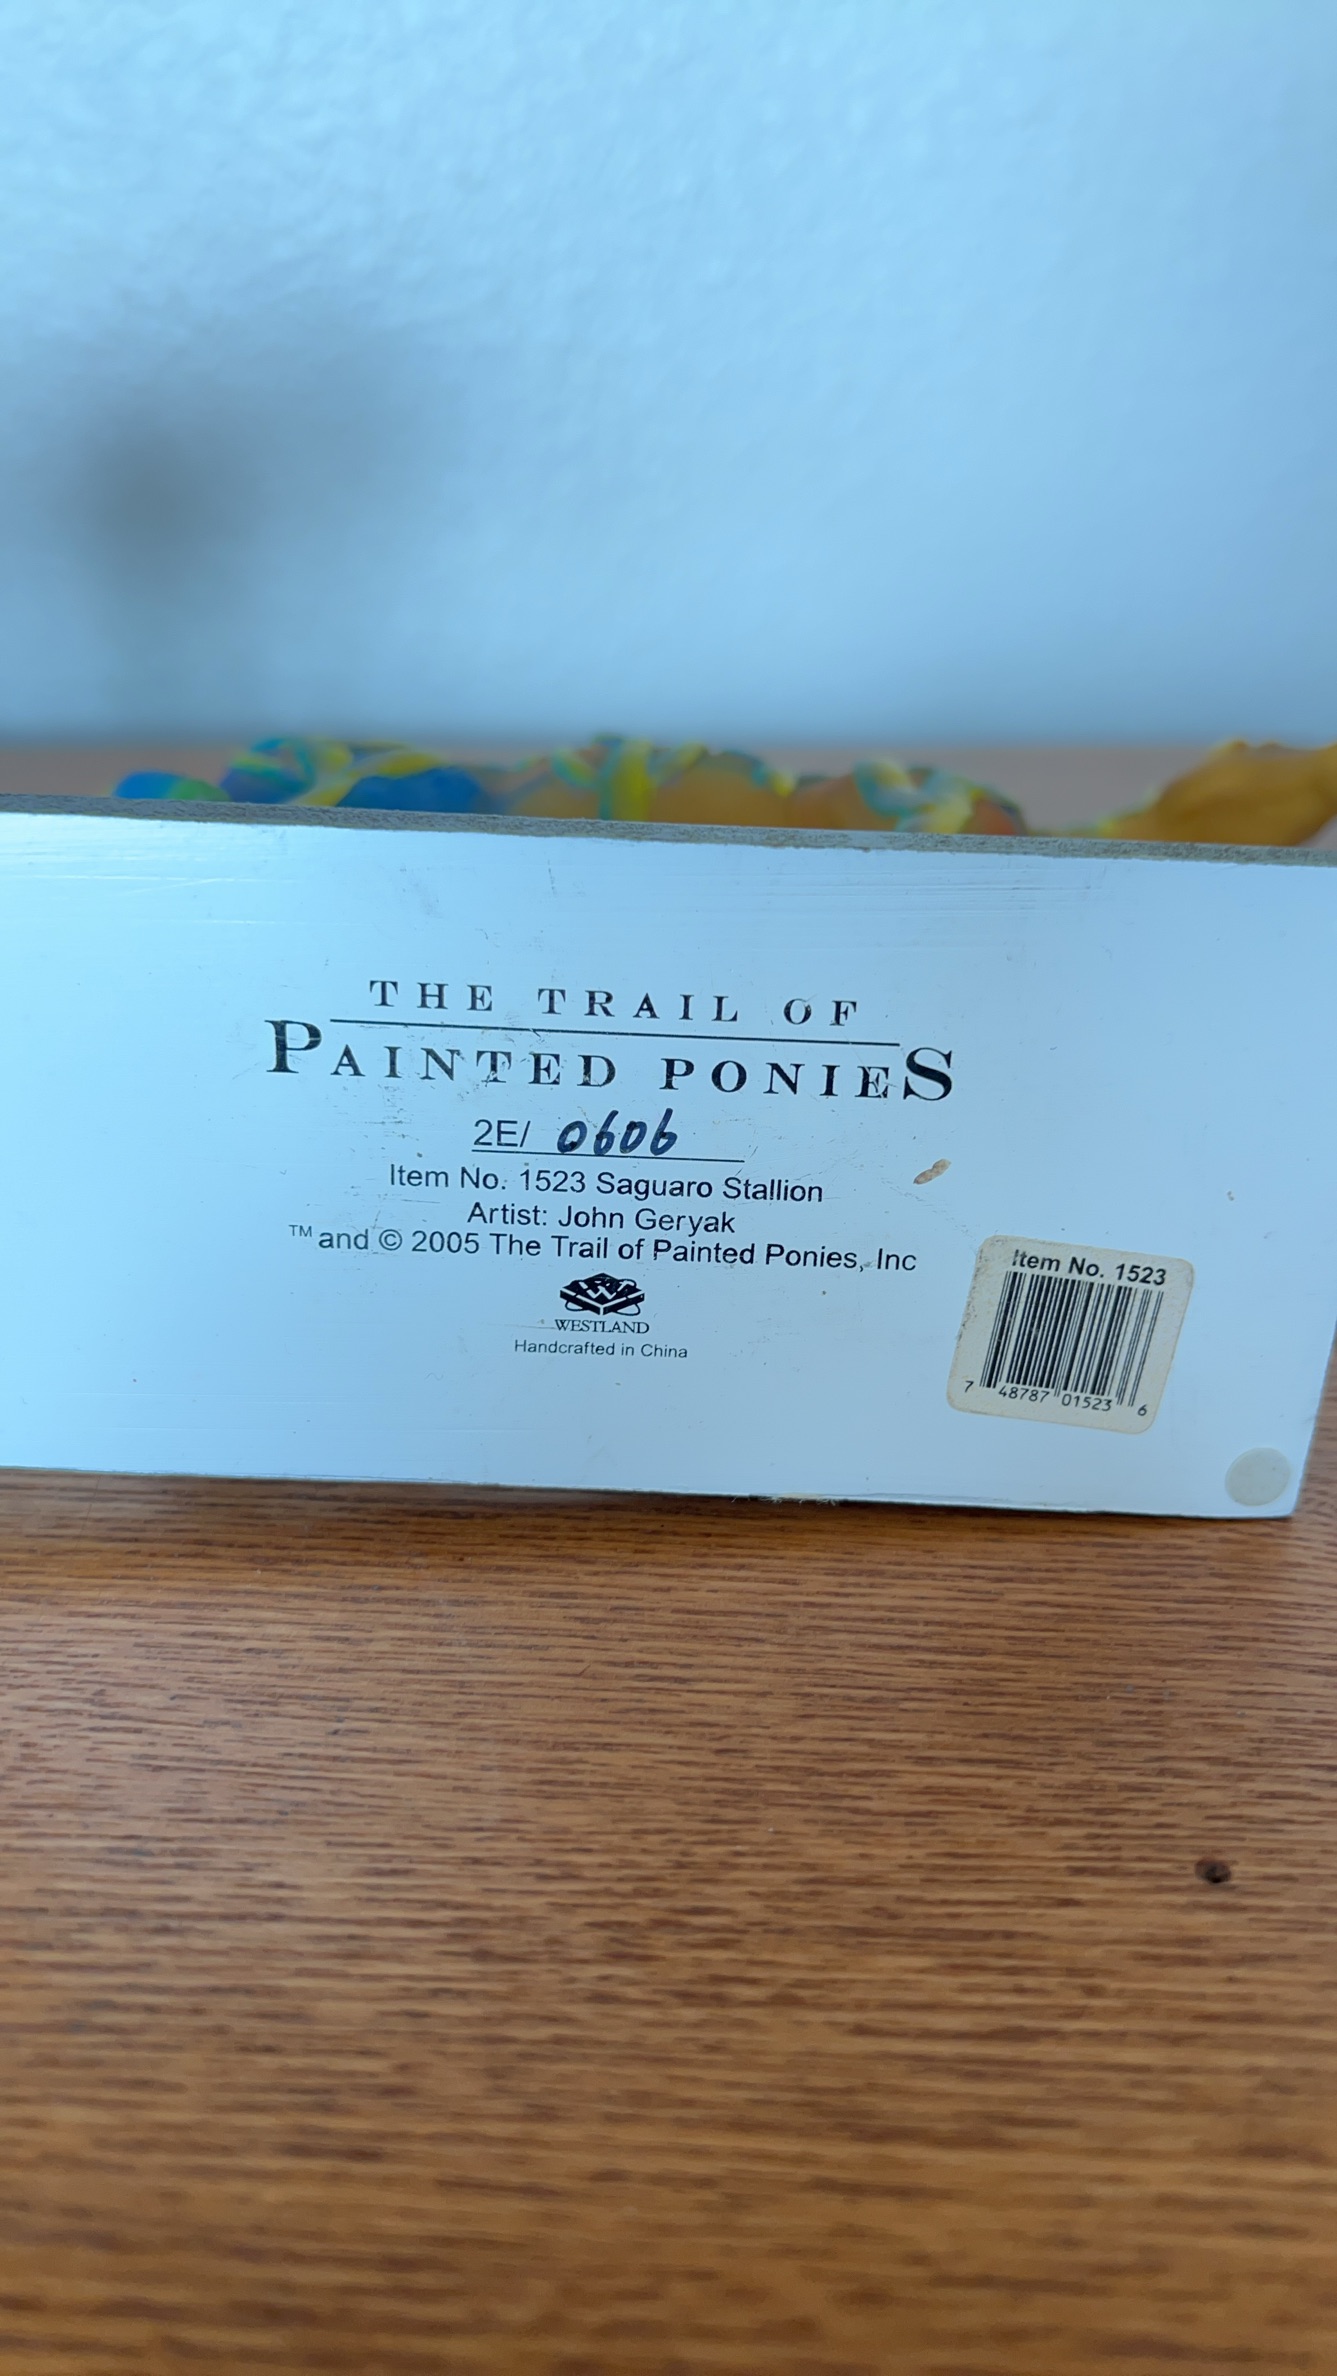 THE TRAIL OF
PAINTED PONIES
2E/ 0606
Item No. 1523 Saguaro Stallion
Artist: John Geryak
™ and © 2005 The Trail of Painted Ponies, Inc
WESTLAND
Handcrafted in China
Item No. 1523
7 48787 01523 6